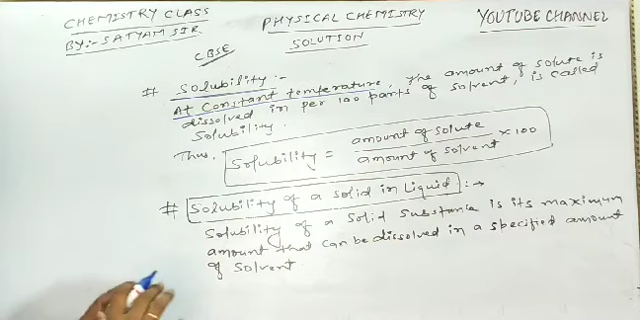 CHEMISTRY CLASS
BY:- SATYAM SIR
PHYSICAL CHEMISTRY
SOLUTION
YOUTUBE CHANNEL
CBSE
# Solubility :-
At Constant temperature, The amount of solute is
dissolved in per 100 parts of solvent, is called
Solubility.
Thus, Solubility = amount of solute / amount of solvent × 100
# Solubility of a solid in Liquid :→
Solubility of a solid substance is its maximum
amount that can be dissolved in a specified amount
of solvent